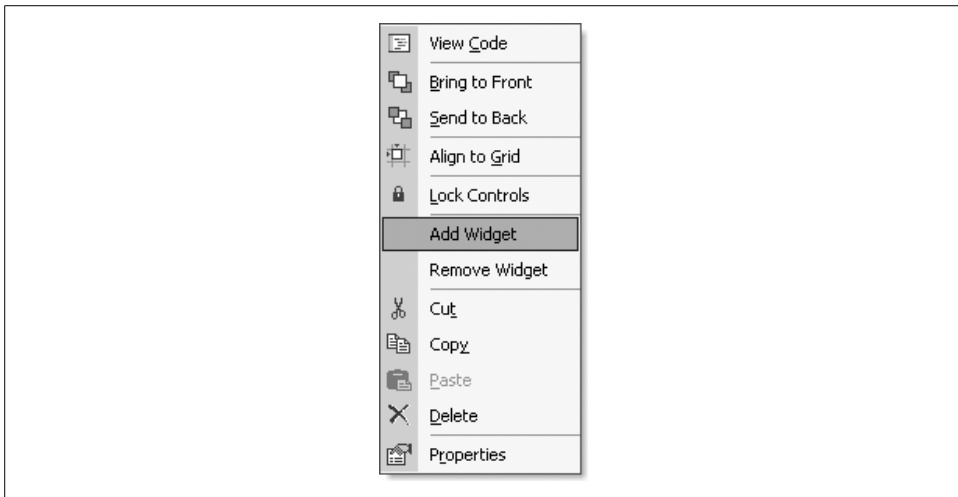 View Code
Bring to Front
Send to Back
Align to Grid
Lock Controls
Add Widget
Remove Widget
Cut
Copy
Paste
Delete
Properties